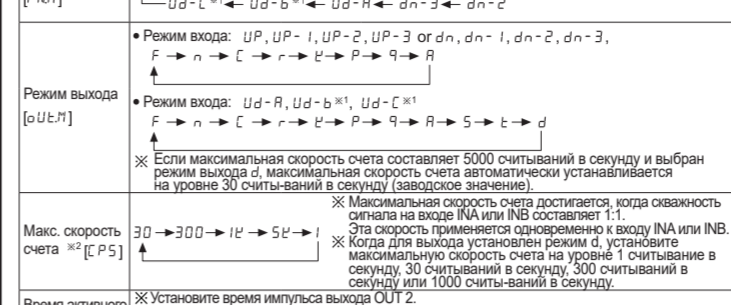 Ud-C※1← Ud-b※1← Ud-A← dn-3← dn-2
Режим выхода
[oUt.M]
• Режим входа: UP, UP-1, UP-2, UP-3 or dn, dn-1, dn-2, dn-3,
F → n → C → r → K → P → q → A
• Режим входа: Ud-A, Ud-b※1, Ud-C※1
F → n → C → r → K → P → q → A → S → t → d
※ Если максимальная скорость счета составляет 5000 считываний в секунду и выбран
режим выхода d, максимальная скорость счета автоматически устанавливается
на уровне 30 считы-ваний в секунду (заводское значение).
Макс. скорость
счета ※2[CPS]
30→300→1K→5K→1
※ Максимальная скорость счета достигается, когда скважность
сигнала на входе INA или INB составляет 1:1.
Эта скорость применяется одновременно к входу INA или INB.
※ Когда для выхода установлен режим d, установите
максимальную скорость счета на уровне 1 считывание в
секунду, 30 считываний в секунду, 300 считываний в
секунду или 1000 считы-ваний в секунду.
Время активного
※ Установите время импульса выхода OUT 2.